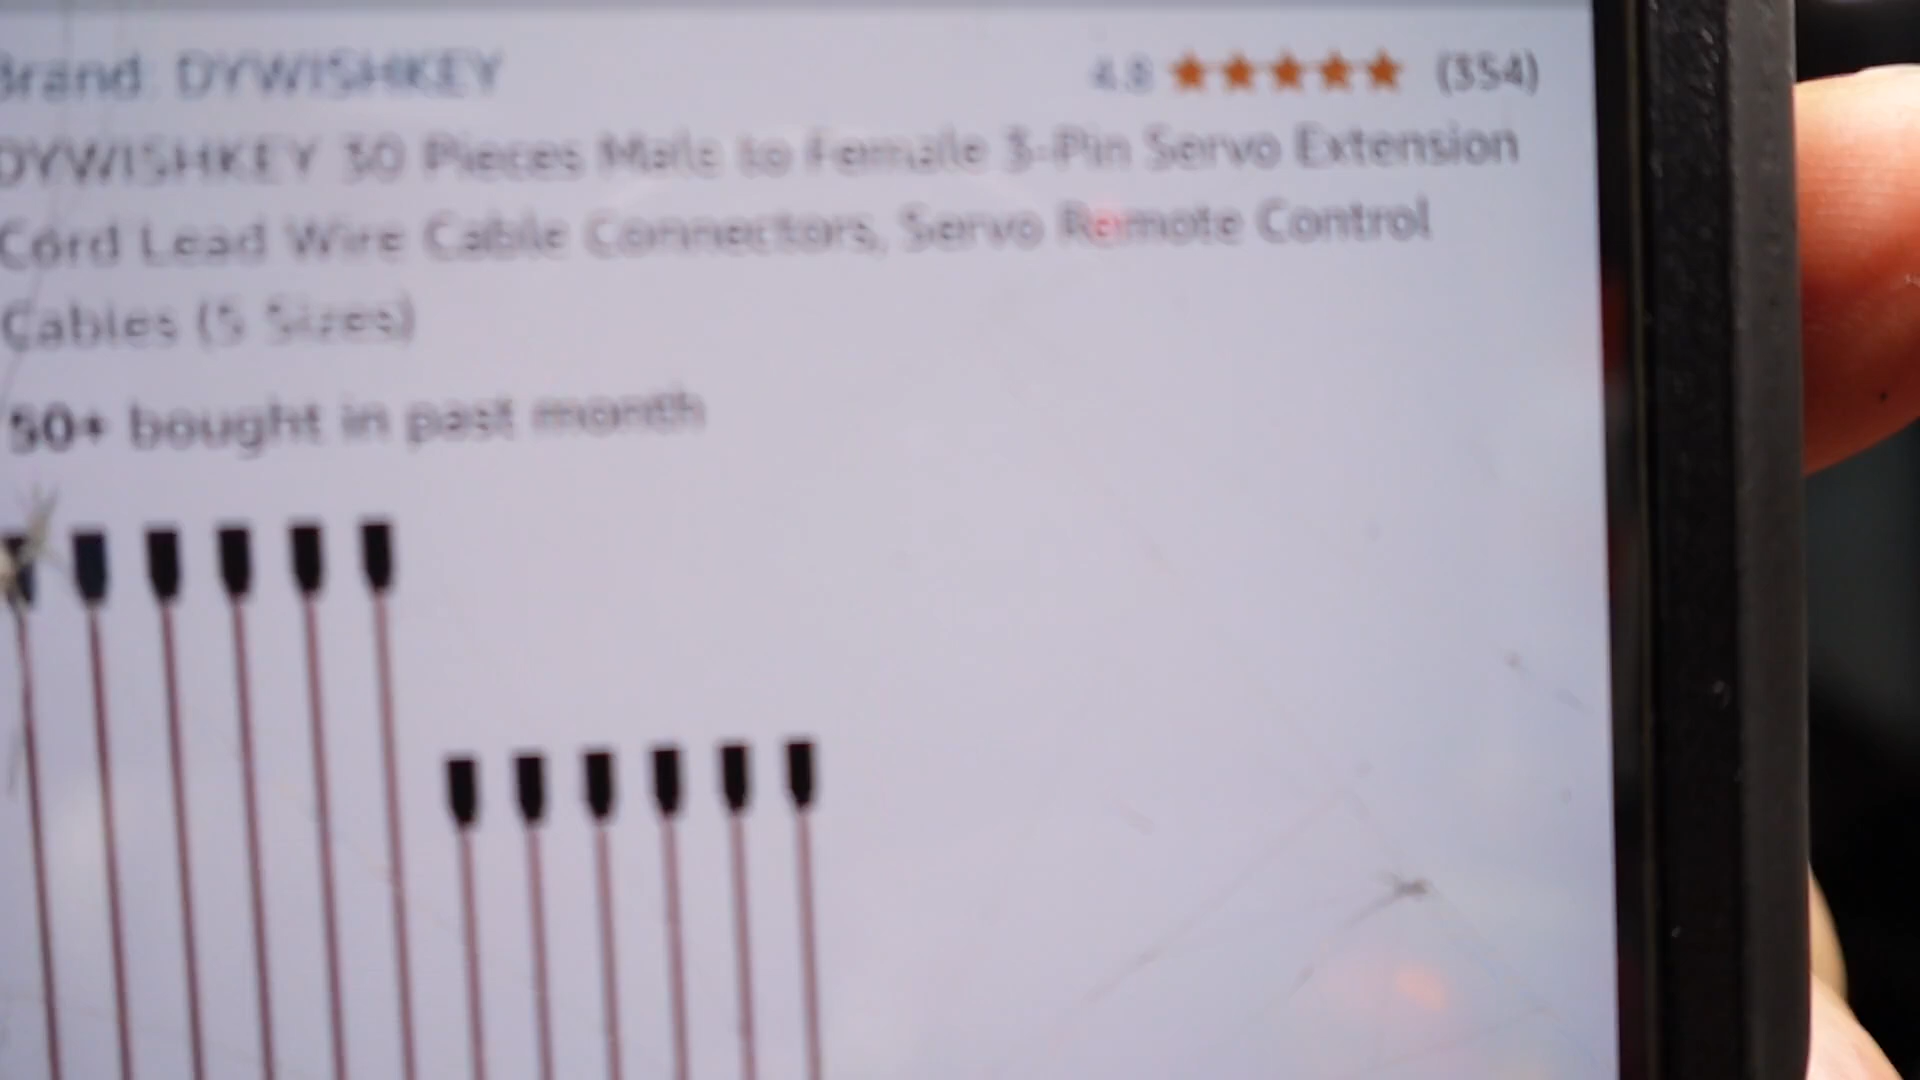 Brand: DYWISHKEY
4.8 (354)
DYWISHKEY 30 Pieces Male to Female 3-Pin Servo Extension
Cord Lead Wire Cable Connectors, Servo Remote Control
Cables (5 Sizes)
50+ bought in past month